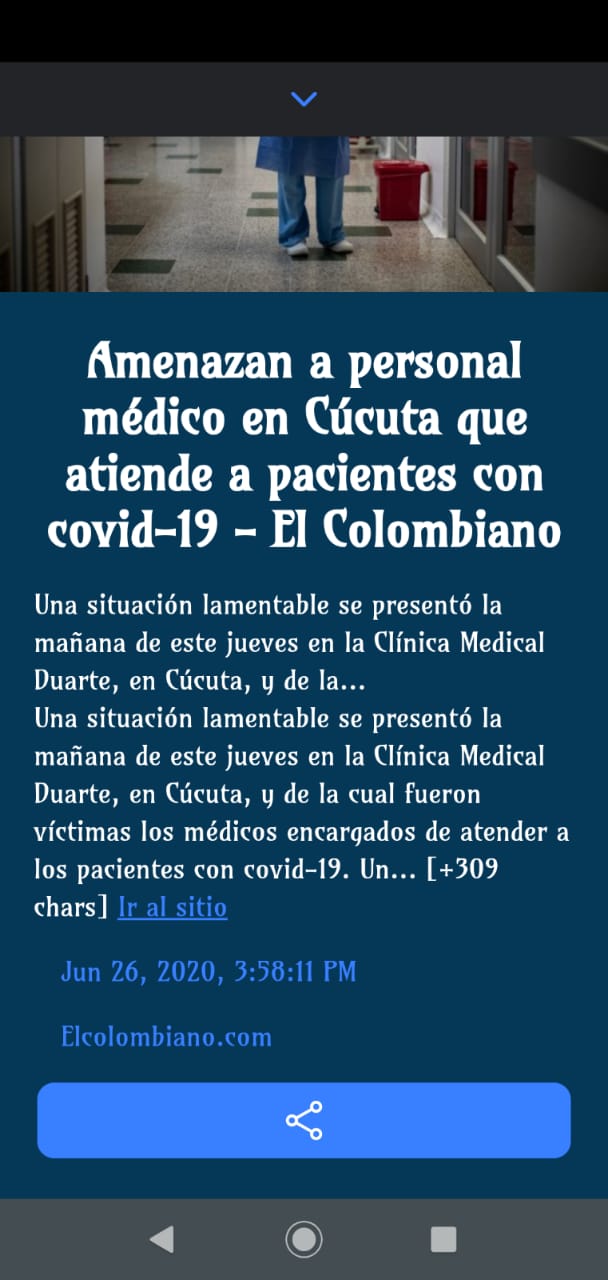 Amenazan a personal
médico en Cúcuta que
atiende a pacientes con
covid-19 - El Colombiano
Una situación lamentable se presentó la
mañana de este jueves en la Clínica Medical
Duarte, en Cúcuta, y de la...
Una situación lamentable se presentó la
mañana de este jueves en la Clínica Medical
Duarte, en Cúcuta, y de la cual fueron
víctimas los médicos encargados de atender a
los pacientes con covid-19. Un... [+309
chars] Ir al sitio
Jun 26, 2020, 3:58:11 PM
Elcolombiano.com